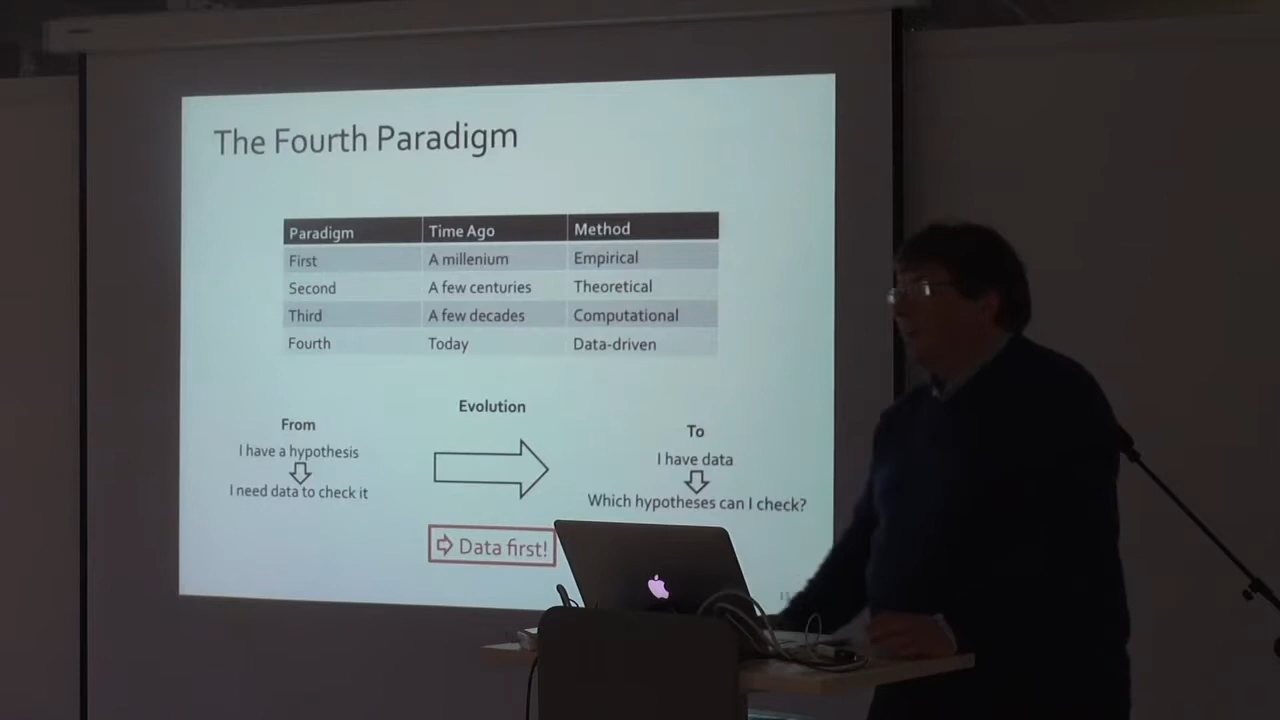 The Fourth Paradigm
Paradigm Time Ago Method
First A millenium Empirical
Second A few centuries Theoretical
Third A few decades Computational
Fourth Today Data-driven
Evolution
From
I have a hypothesis
I need data to check it
To
I have data
Which hypotheses can I check?
Data first!